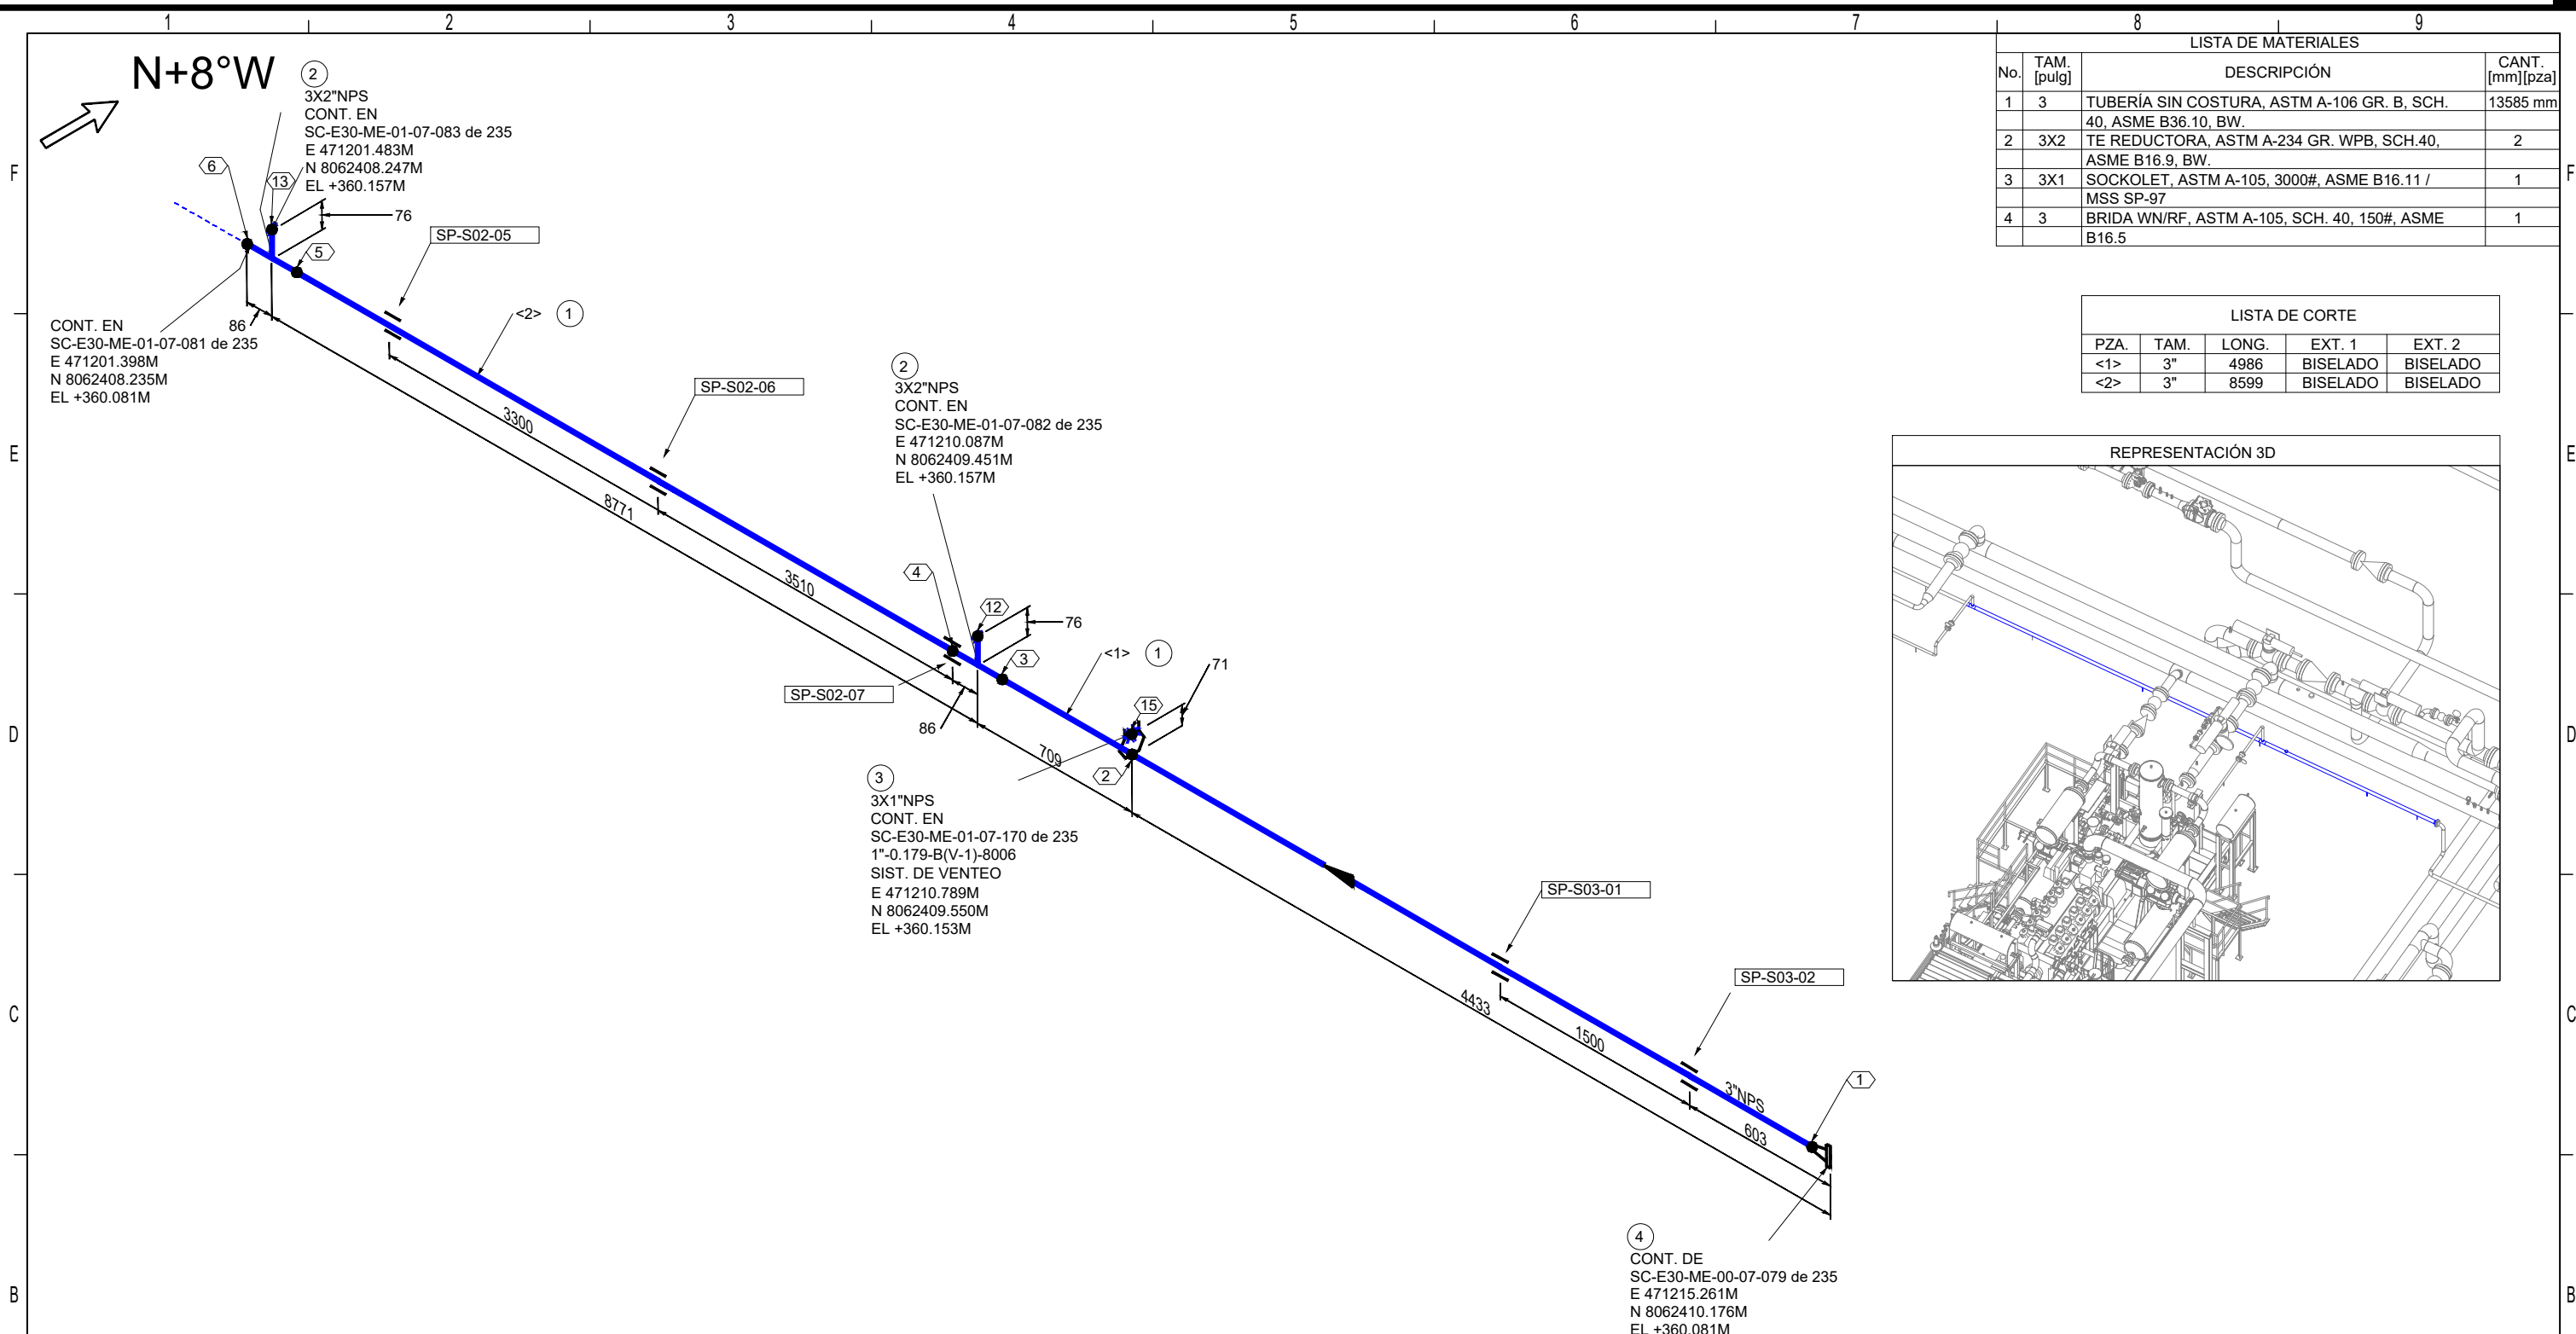 1 2 3 4 5 6 7 8 9
N+8°W
2
3X2"NPS
CONT. EN
SC-E30-ME-01-07-083 de 235
E 471201.483M
N 8062408.247M
EL +360.157M
6
13
76
5
SP-S02-05
CONT. EN
SC-E30-ME-01-07-081 de 235
E 471201.398M
N 8062408.235M
EL +360.081M
86
<2> 1
SP-S02-06
3300
8771
3510
2
3X2"NPS
CONT. EN
SC-E30-ME-01-07-082 de 235
E 471210.087M
N 8062409.451M
EL +360.157M
4
12
76
3
<1> 1
71
SP-S02-07
86
15
709
2
3
3X1"NPS
CONT. EN
SC-E30-ME-01-07-170 de 235
1"-0.179-B(V-1)-8006
SIST. DE VENTEO
E 471210.789M
N 8062409.550M
EL +360.153M
SP-S03-01
SP-S03-02
4433
1500
3"NPS
1
603
4
CONT. DE
SC-E30-ME-00-07-079 de 235
E 471215.261M
N 8062410.176M
EL +360.081M
LISTA DE MATERIALES
No. TAM. [pulg] DESCRIPCIÓN CANT. [mm][pza]
1 3 TUBERÍA SIN COSTURA, ASTM A-106 GR. B, SCH. 13585 mm
40, ASME B36.10, BW.
2 3X2 TE REDUCTORA, ASTM A-234 GR. WPB, SCH.40, 2
ASME B16.9, BW.
3 3X1 SOCKOLET, ASTM A-105, 3000#, ASME B16.11 / 1
MSS SP-97
4 3 BRIDA WN/RF, ASTM A-105, SCH. 40, 150#, ASME 1
B16.5
LISTA DE CORTE
PZA. TAM. LONG. EXT. 1 EXT. 2
<1> 3" 4986 BISELADO BISELADO
<2> 3" 8599 BISELADO BISELADO
REPRESENTACIÓN 3D
F F
E E
D D
C C
B B